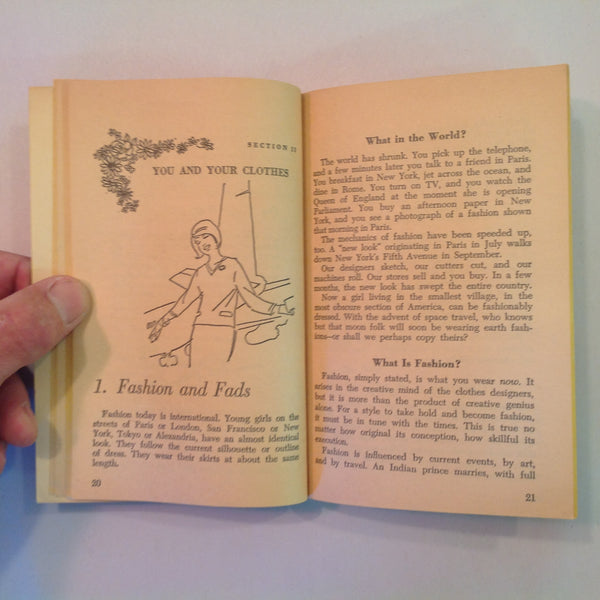 SECTION II
YOU AND YOUR CLOTHES
1. Fashion and Fads
Fashion today is international. Young girls on the
streets of Paris or London, San Francisco or New
York, Tokyo or Alexandria, have an almost identical
look. They follow the current silhouette or outline
of dress. They wear their skirts at about the same
length.
20
What in the World?
The world has shrunk. You pick up the telephone,
and a few minutes later you talk to a friend in Paris.
You breakfast in New York, jet across the ocean, and
dine in Rome. You turn on TV, and you watch the
Queen of England at the moment she is opening
Parliament. You buy an afternoon paper in New
York, and you see a photograph of a fashion shown
that morning in Paris.
The mechanics of fashion have been speeded up,
too. A "new look" originating in Paris in July walks
down New York's Fifth Avenue in September.
Our designers sketch, our cutters cut, and our
machines roll. Our stores sell and you buy. In a few
months, the new look has swept the entire country.
Now a girl living in the smallest village, in the
most obscure section of America, can be fashionably
dressed. With the advent of space travel, who knows
but that moon folk will soon be wearing earth fash-
ions—or shall we perhaps copy theirs?
What Is Fashion?
Fashion, simply stated, is what you wear now. It
arises in the creative mind of the clothes designers,
but it is more than the product of creative genius
alone. For a style to take hold and become fashion,
it must be in tune with the times. This is true no
matter how original its conception, how skillful its
execution.
Fashion is influenced by current events, by art,
and by travel. An Indian prince marries, with full
21